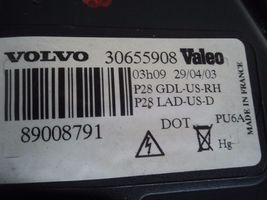 VOLVO 30655908 Valeo
03h09 29/04/03
P28 GDL-US-RH
P28 LAD-US-D
MADE IN FRANCE
89008791
DOT
PU6A
Hg